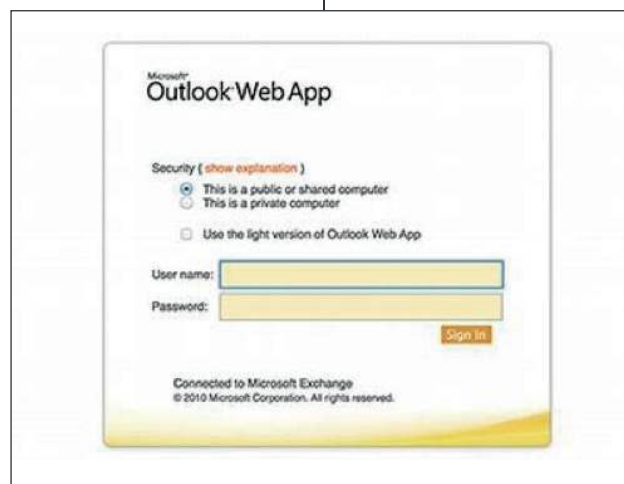 Microsoft®
Outlook Web App
Security ( show explanation )
This is a public or shared computer
This is a private computer
Use the light version of Outlook Web App
User name:
Password:
Sign In
Connected to Microsoft Exchange
© 2010 Microsoft Corporation. All rights reserved.